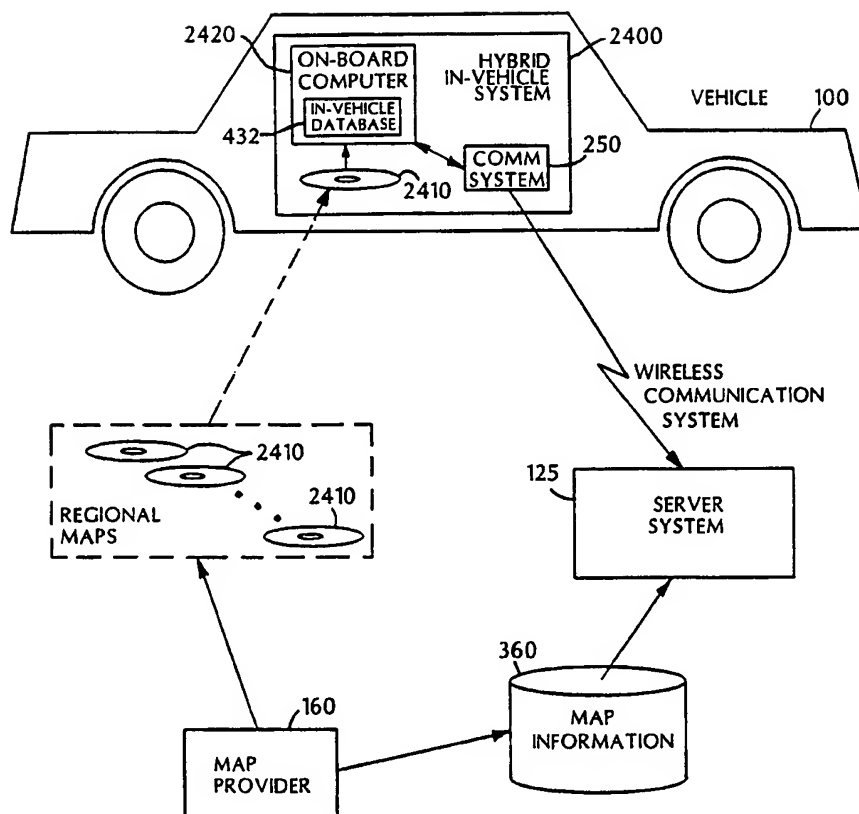 2420
ON-BOARD
COMPUTER
IN-VEHICLE
DATABASE
432
2410
HYBRID
IN-VEHICLE
SYSTEM
2400
COMM
SYSTEM
250
VEHICLE
100
WIRELESS
COMMUNICATION
SYSTEM
REGIONAL
MAPS
2410
2410
125
SERVER
SYSTEM
360
MAP
INFORMATION
160
MAP
PROVIDER